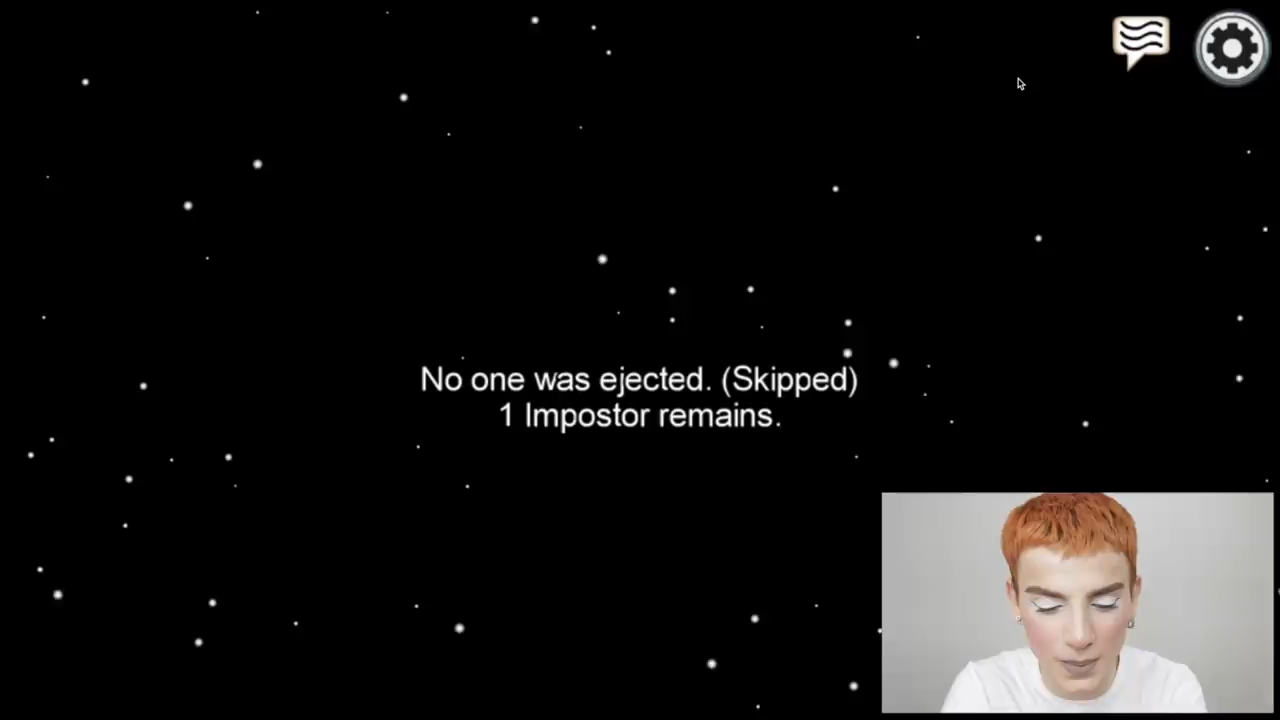 No one was ejected. (Skipped)
1 Impostor remains.